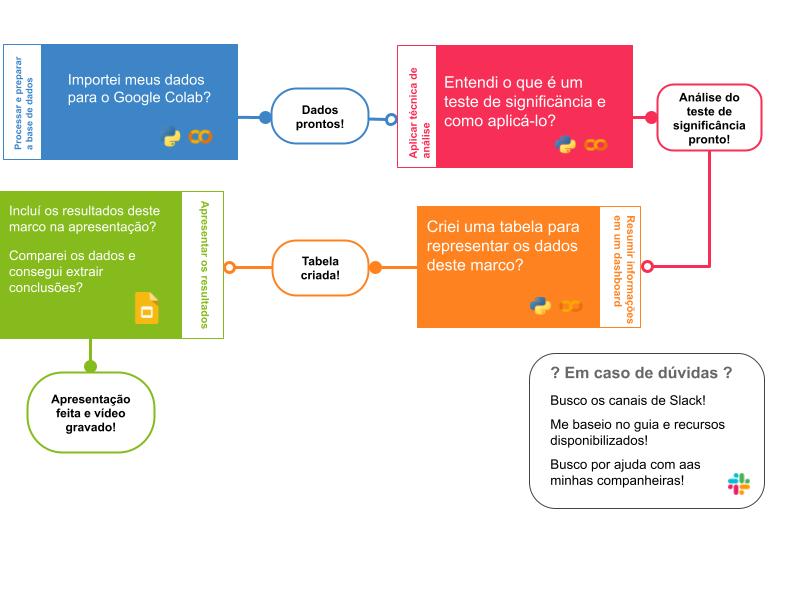 Processar e preparar
a base de dados
Importei meus dados
para o Google Colab?
Dados
prontos!
Aplicar técnica de
análise
Entendi o que é um
teste de significäncia e
como aplicá-lo?
Análise do
teste de
significância
pronto!
Resumir informações
em um dashboard
Criei uma tabela para
representar os dados
deste marco?
Tabela
criada!
Apresentar os resultados
Incluí os resultados deste
marco na apresentação?
Comparei os dados e
consegui extrair
conclusões?
Apresentação
feita e vídeo
gravado!
? Em caso de dúvidas ?
Busco os canais de Slack!
Me baseio no guia e recursos
disponibilizados!
Busco por ajuda com aas
minhas companheiras!